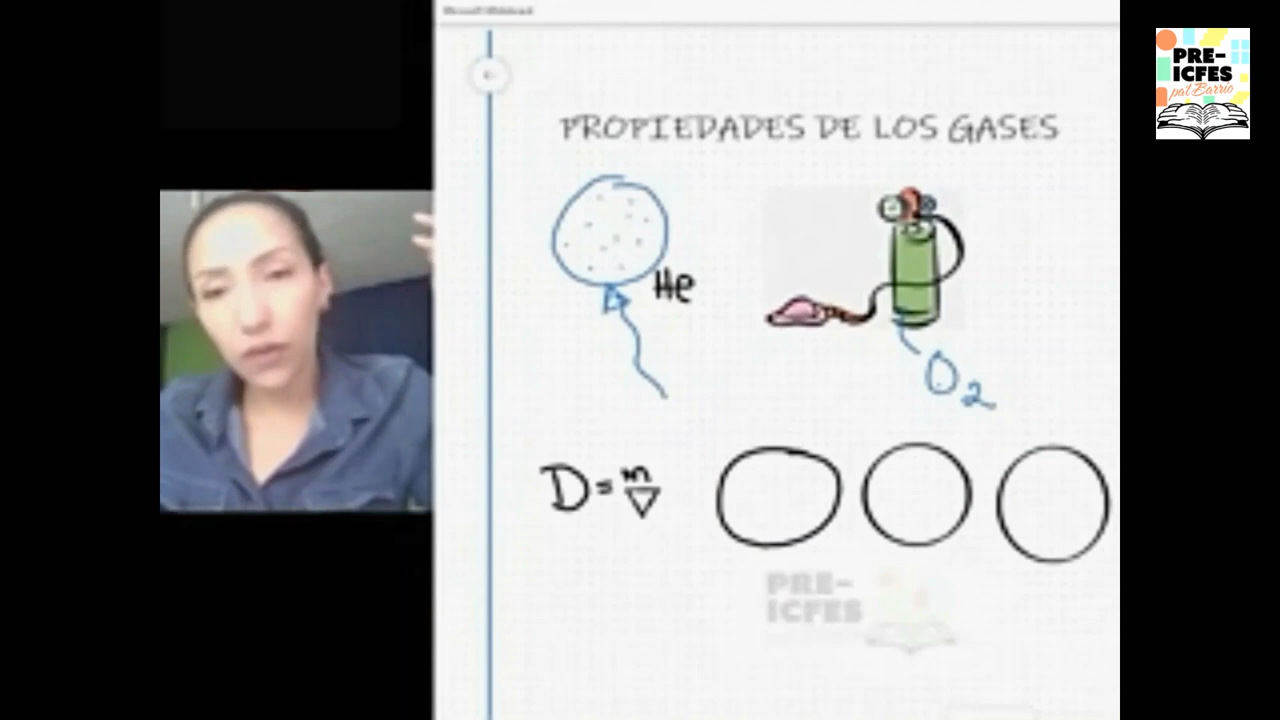 PRE-
ICFES
pal Barrio
PROPIEDADES DE LOS GASES
He
O2
D = m
V
PRE-
ICFES